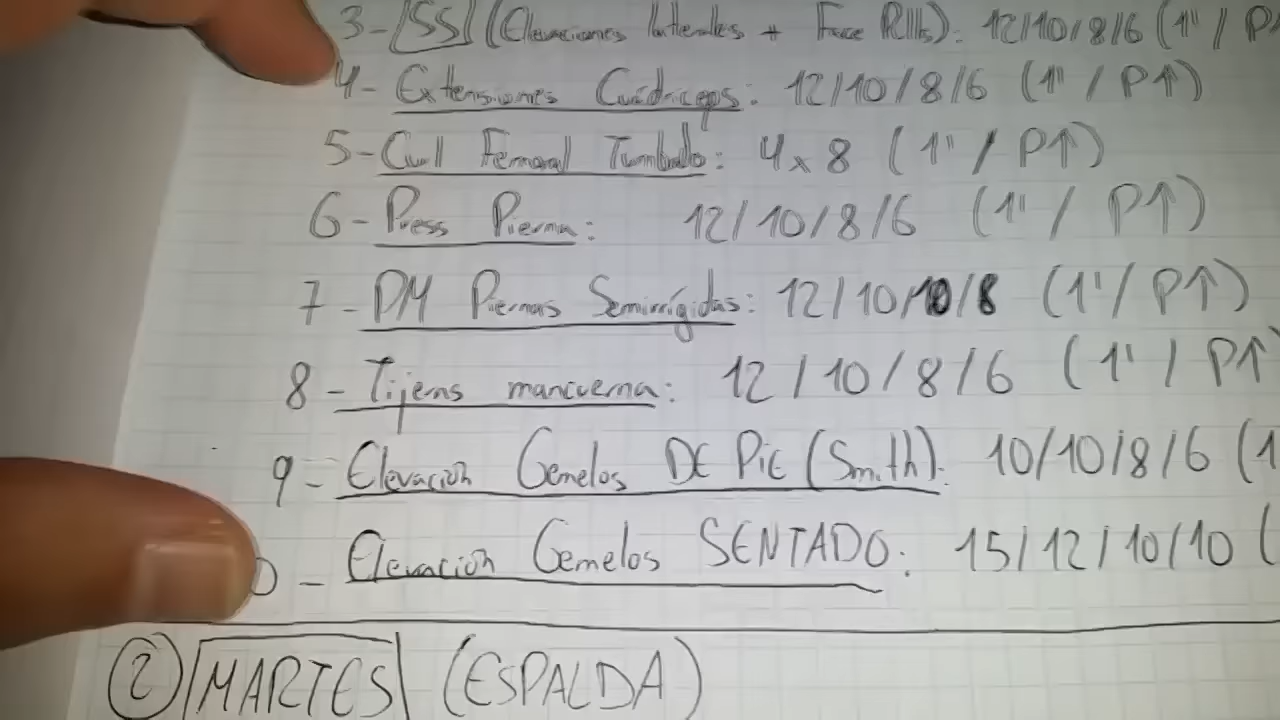 3- SS (Elevaciones laterales + Face Pulls): 12/10/8/6 (1' / P
4- Extensiones Cuádriceps: 12/10/8/6 (1' / P↑)
5- Curl Femoral Tumbado: 4x8 (1' / P↑)
6- Press Pierna: 12/10/8/6 (1' / P↑)
7- PM Piernas Semirrígidas: 12/10/10/8 (1' / P↑)
8- Tijeras mancuerna: 12/10/8/6 (1' / P↑
9- Elevación Gemelos DE PIE (Smith): 10/10/8/6 (1
0- Elevación Gemelos SENTADO: 15/12/10/10 (
2 MARTES (ESPALDA)